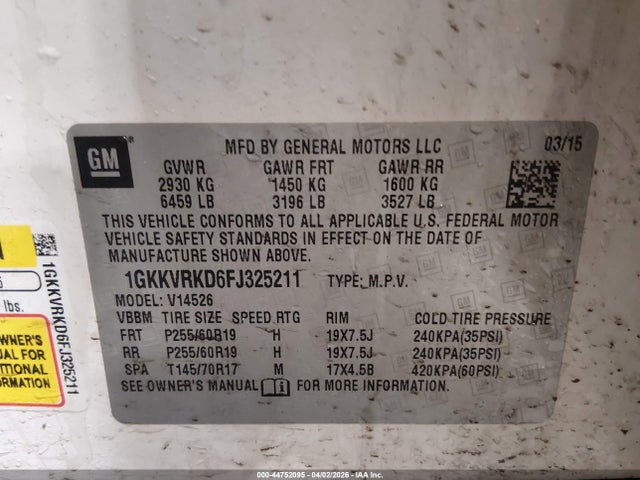 GM
MFD BY GENERAL MOTORS LLC 03/15
GVWR GAWR FRT GAWR RR
2930 KG 1450 KG 1600 KG
6459 LB 3196 LB 3527 LB
THIS VEHICLE CONFORMS TO ALL APPLICABLE U.S. FEDERAL MOTOR
VEHICLE SAFETY STANDARDS IN EFFECT ON THE DATE OF
MANUFACTURE SHOWN ABOVE.
1GKKVRKD6FJ325211 TYPE: M.P.V.
MODEL: V14526
VBBM TIRE SIZE SPEED RTG RIM COLD TIRE PRESSURE
FRT P255/60R19 H 19X7.5J 240KPA(35PSI)
RR P255/60R19 H 19X7.5J 240KPA(35PSI)
SPA T145/70R17 M 17X4.5B 420KPA(60PSI)
SEE OWNER'S MANUAL FOR MORE INFORMATION.
lbs.
1GKKVRKD6FJ325211
OWNER'S
MANUAL FOR
INFORMATION
000-44752095 - 04/02/2026 - IAAI, Inc.